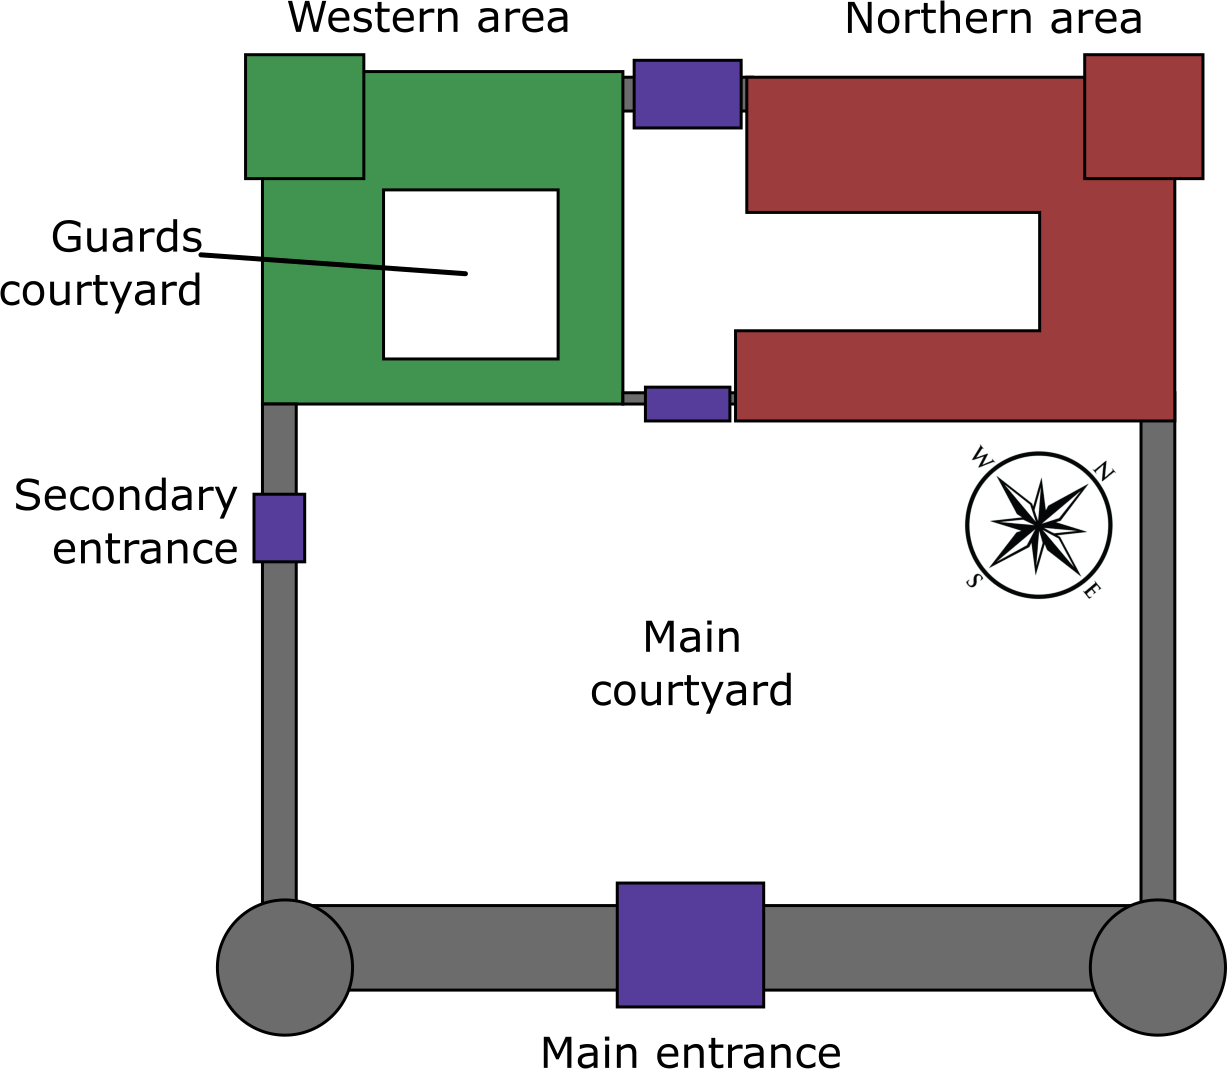 Western area
Northern area
Guards
courtyard
W
N
S
E
Secondary
entrance
Main
courtyard
Main entrance